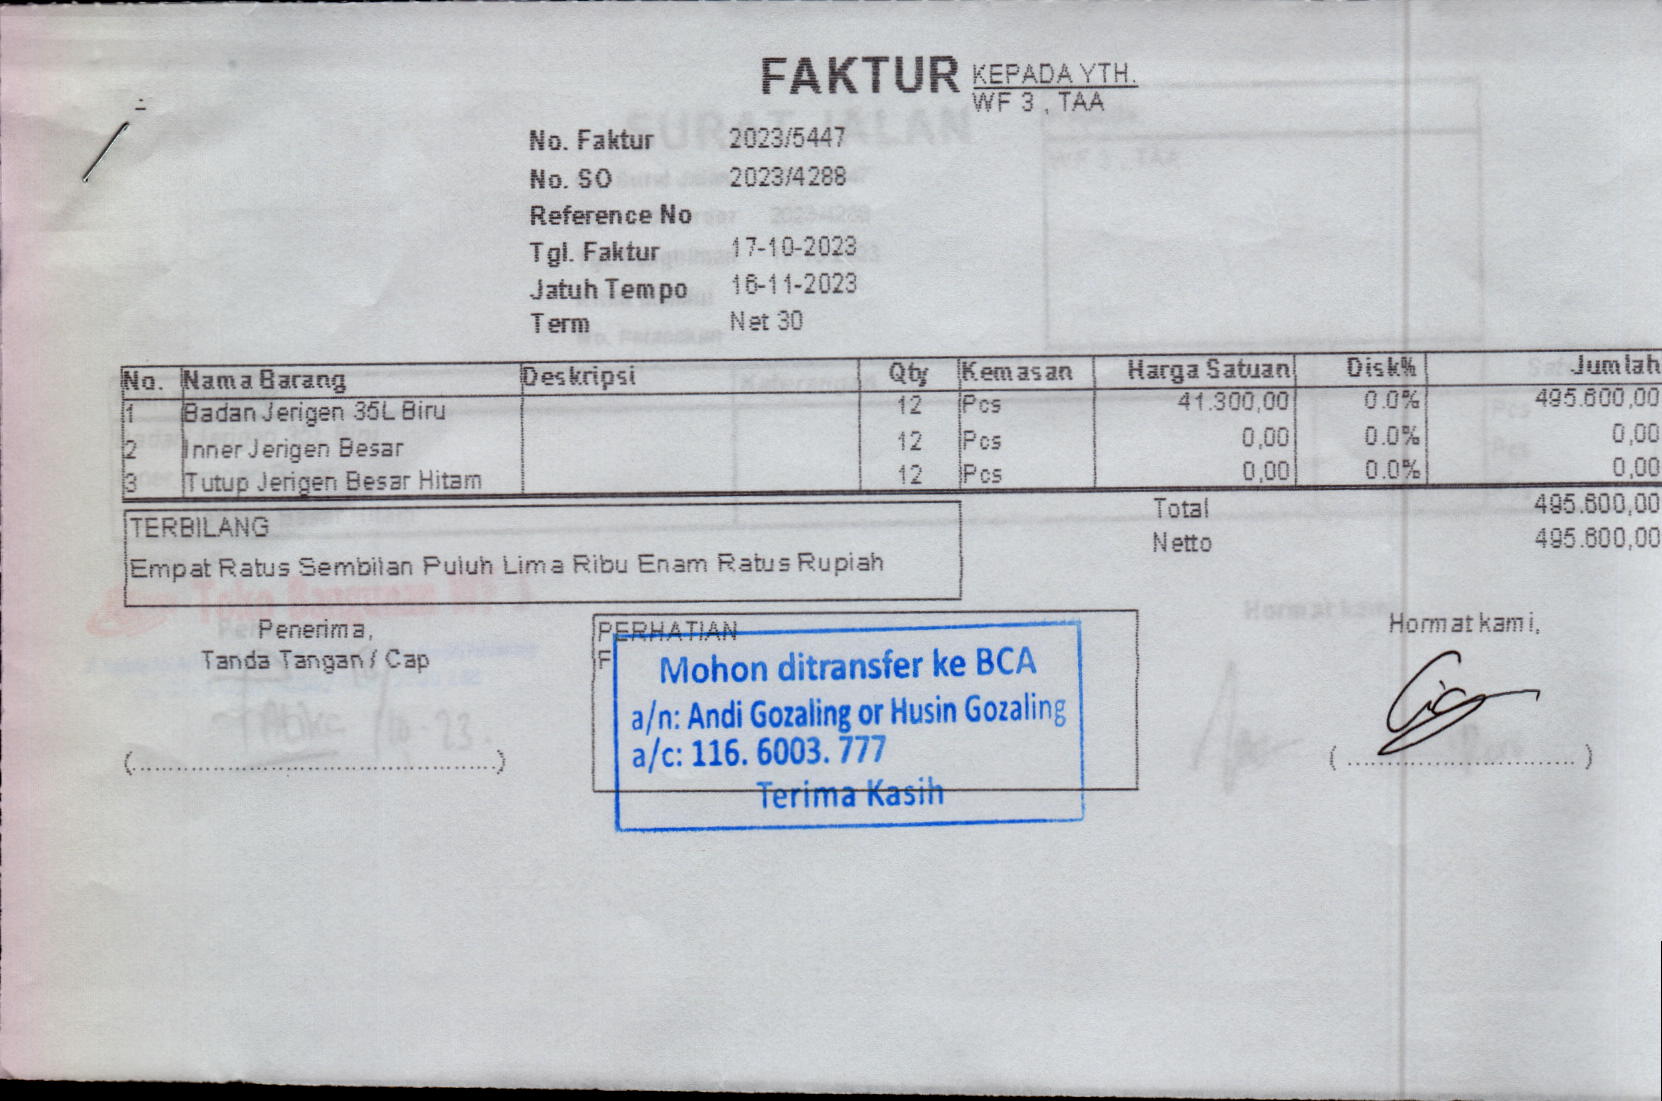 FAKTUR
KEPADA YTH.
WF 3 , TAA
No. Faktur 2023/5447
No. SO 2023/4288
Reference No
Tgl. Faktur 17-10-2023
Jatuh Tempo 16-11-2023
Term Net 30
No. Nama Barang Deskripsi Qty Kemasan Harga Satuan Disk% Jumlah
1 Badan Jerigen 35L Biru 12 Pcs 41.300,00 0.0% 495.600,00
2 Inner Jerigen Besar 12 Pcs 0,00 0.0% 0,00
3 Tutup Jerigen Besar Hitam 12 Pcs 0,00 0.0% 0,00
Total 495.600,00
Netto 495.600,00
TERBILANG
Empat Ratus Sembilan Puluh Lima Ribu Enam Ratus Rupiah
Penerima,
Tanda Tangan / Cap
(..................................................)
PERHATIAN
Mohon ditransfer ke BCA
a/n: Andi Gozaling or Husin Gozaling
a/c: 116. 6003. 777
Terima Kasih
Hormat kami,
( ................................ )